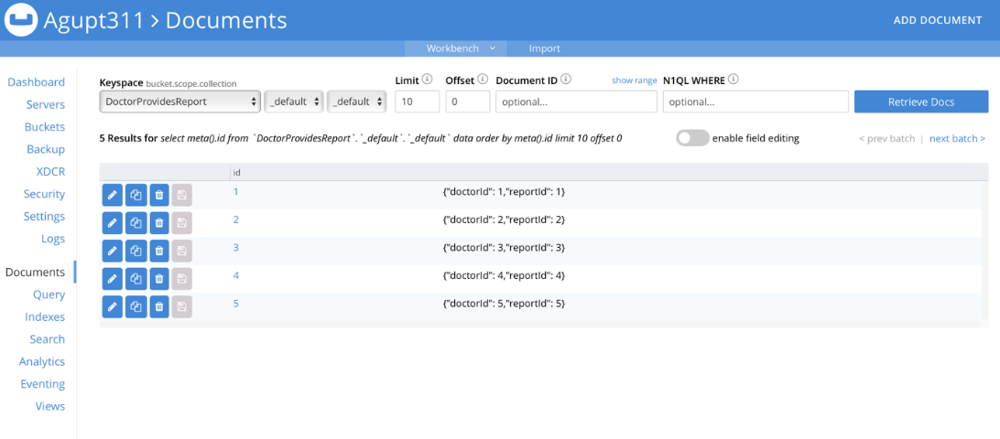 Agupt311 > Documents
ADD DOCUMENT
Workbench
Import
Dashboard
Servers
Buckets
Backup
XDCR
Security
Settings
Logs
Documents
Query
Indexes
Search
Analytics
Eventing
Views
Keyspace bucket.scope.collection
Limit
Offset
Document ID
show range
N1QL WHERE
DoctorProvidesReport
_default
_default
10
0
optional...
optional...
Retrieve Docs
5 Results for select meta().id from `DoctorProvidesReport`.`_default`.`_default` data order by meta().id limit 10 offset 0
enable field editing
< prev batch | next batch >
id
1 {"doctorId": 1,"reportId": 1}
2 {"doctorId": 2,"reportId": 2}
3 {"doctorId": 3,"reportId": 3}
4 {"doctorId": 4,"reportId": 4}
5 {"doctorId": 5,"reportId": 5}